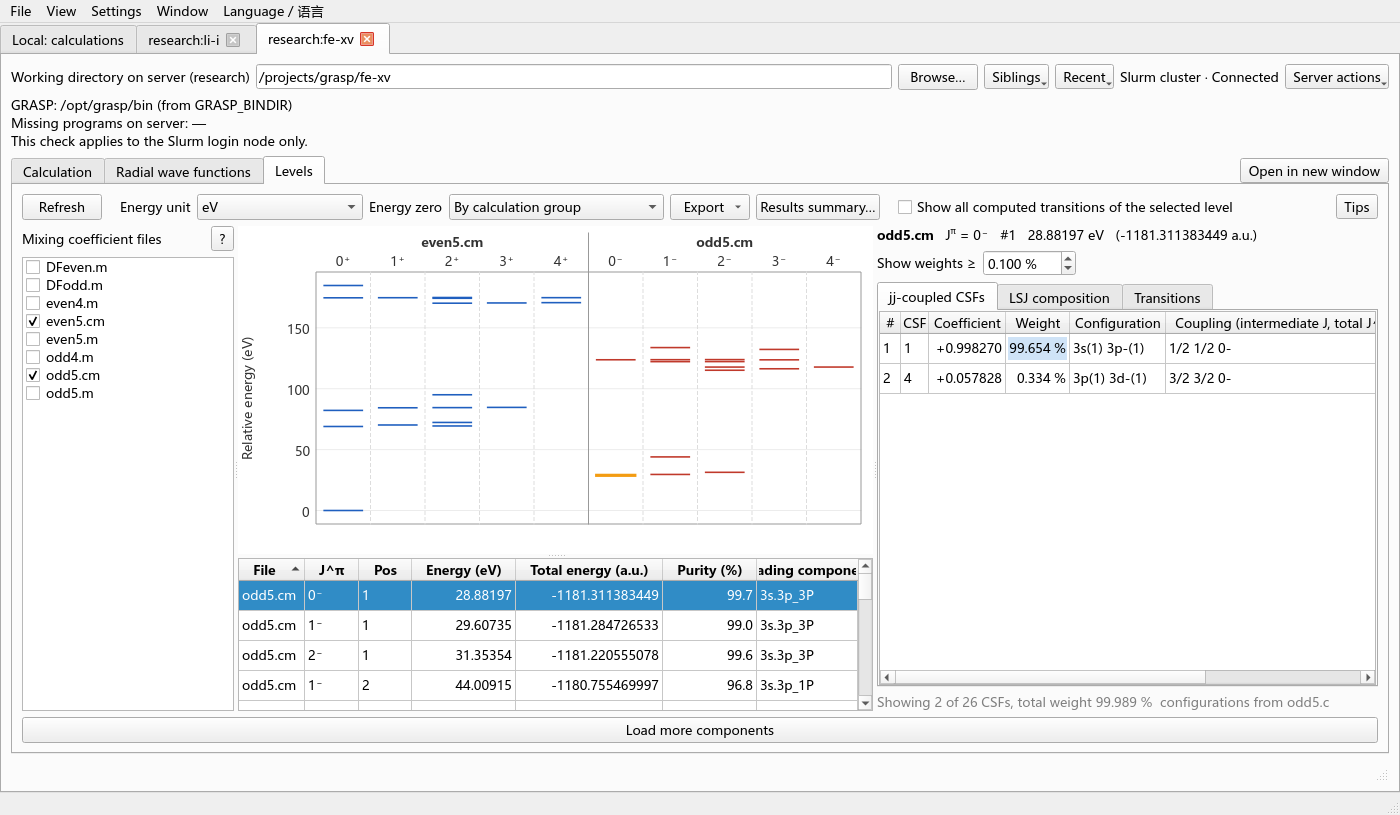 File View Settings Window Language / 语言
Local: calculations research:li-i research:fe-xv
Working directory on server (research) /projects/grasp/fe-xv Browse... Siblings Recent Slurm cluster · Connected Server actions
GRASP: /opt/grasp/bin (from GRASP_BINDIR)
Missing programs on server: —
This check applies to the Slurm login node only.
Calculation Radial wave functions Levels Open in new window
Refresh Energy unit eV Energy zero By calculation group Export Results summary... Show all computed transitions of the selected level Tips
Mixing coefficient files ?
DFeven.m
DFodd.m
even4.m
even5.cm
even5.m
odd4.m
odd5.cm
odd5.m
even5.cm odd5.cm
0⁺ 1⁺ 2⁺ 3⁺ 4⁺ 0⁻ 1⁻ 2⁻ 3⁻ 4⁻
Relative energy (eV)
150
100
50
0
File J^π Pos Energy (eV) Total energy (a.u.) Purity (%) ading compone
odd5.cm 0⁻ 1 28.88197 -1181.311383449 99.7 3s.3p_3P
odd5.cm 1⁻ 1 29.60735 -1181.284726533 99.0 3s.3p_3P
odd5.cm 2⁻ 1 31.35354 -1181.220555078 99.6 3s.3p_3P
odd5.cm 1⁻ 2 44.00915 -1180.755469997 96.8 3s.3p_1P
odd5.cm Jπ = 0⁻ #1 28.88197 eV (-1181.311383449 a.u.)
Show weights ≥ 0.100 %
jj-coupled CSFs LSJ composition Transitions
# CSF Coefficient Weight Configuration Coupling (intermediate J, total J^
1 1 +0.998270 99.654 % 3s(1) 3p-(1) 1/2 1/2 0-
2 4 +0.057828 0.334 % 3p(1) 3d-(1) 3/2 3/2 0-
Showing 2 of 26 CSFs, total weight 99.989 % configurations from odd5.c
Load more components